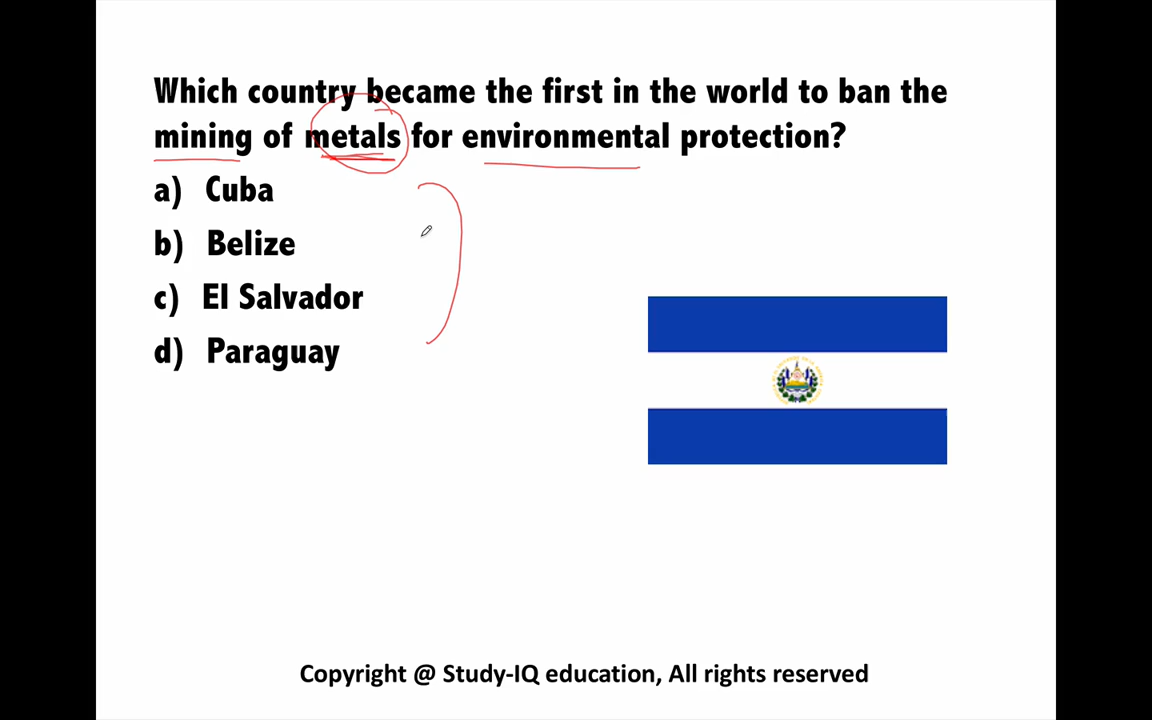 Which country became the first in the world to ban the
mining of metals for environmental protection?
a) Cuba
b) Belize
c) El Salvador
d) Paraguay
Copyright @ Study-IQ education, All rights reserved